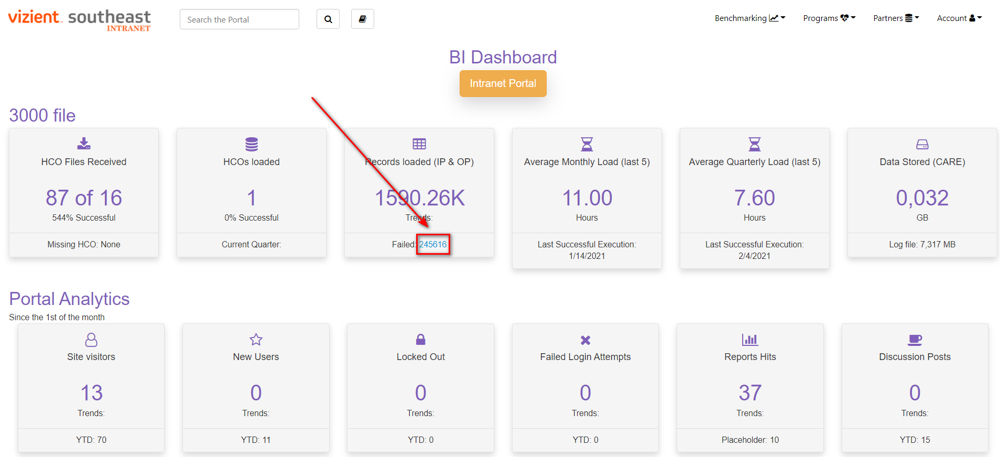 vizient™ southeast
INTRANET
Search the Portal
Benchmarking
Programs
Partners
Account
BI Dashboard
Intranet Portal
3000 file
HCO Files Received
87 of 16
544% Successful
Missing HCO: None
HCOs loaded
1
0% Successful
Current Quarter:
Records loaded (IP & OP)
1590.26K
Trends:
Failed: 245616
Average Monthly Load (last 5)
11.00
Hours
Last Successful Execution:
1/14/2021
Average Quarterly Load (last 5)
7.60
Hours
Last Successful Execution:
2/4/2021
Data Stored (CARE)
0,032
GB
Log file: 7,317 MB
Portal Analytics
Since the 1st of the month
Site visitors
13
Trends:
YTD: 70
New Users
0
Trends:
YTD: 11
Locked Out
0
Trends:
YTD: 0
Failed Login Attempts
0
Trends:
YTD: 0
Reports Hits
37
Trends:
Placeholder: 10
Discussion Posts
0
Trends:
YTD: 15